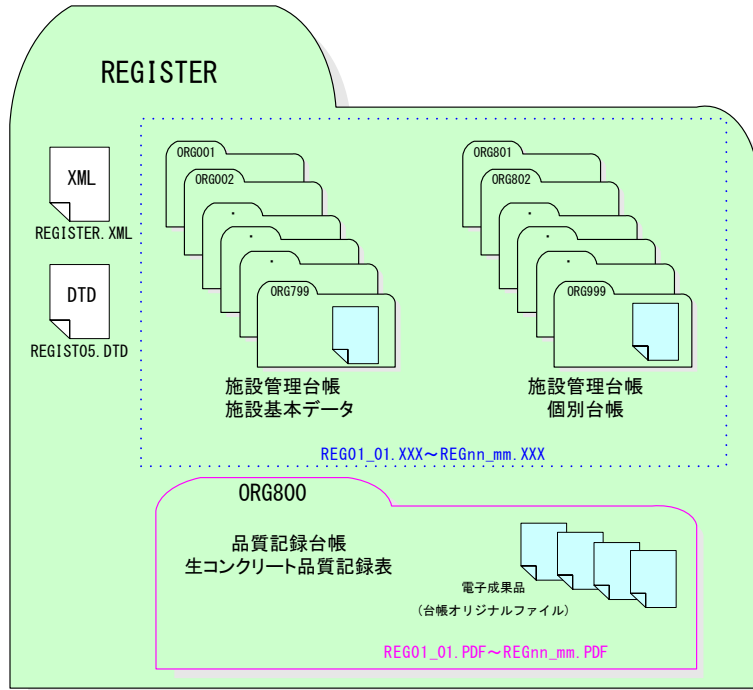 REGISTER
XML
REGISTER.XML
DTD
REGIST05.DTD
ORG001
ORG002
・
・
・
ORG799
施設管理台帳
施設基本データ
ORG801
ORG802
・
・
・
ORG999
施設管理台帳
個別台帳
REG01_01.XXX～REGnn_mm.XXX
ORG800
品質記録台帳
生コンクリート品質記録表
電子成果品
(台帳オリジナルファイル)
REG01_01.PDF～REGnn_mm.PDF